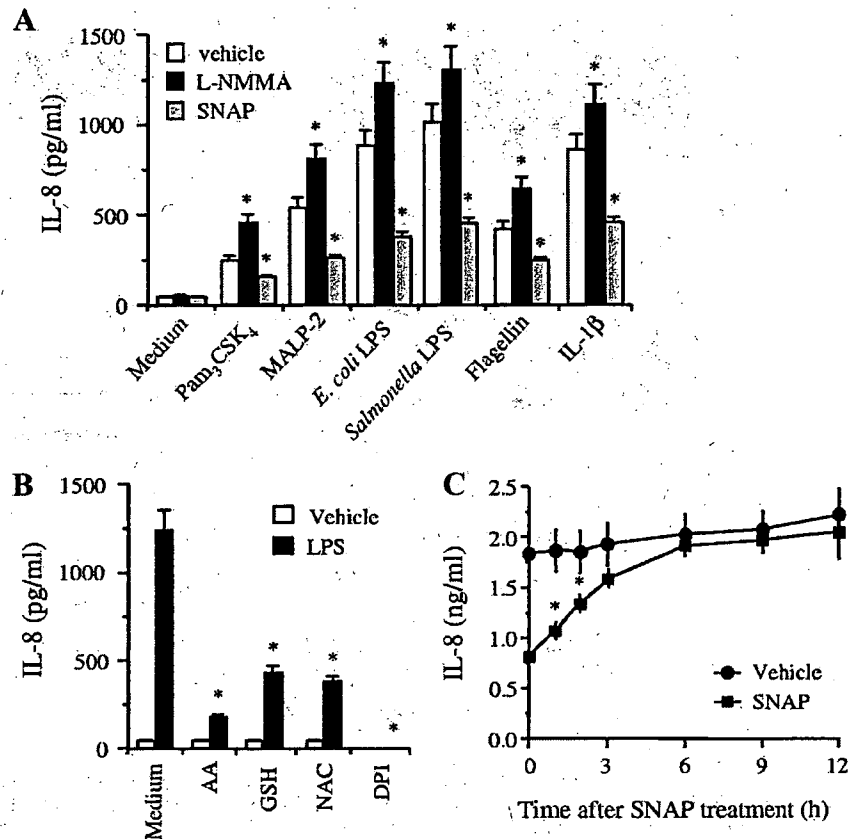 A
1500
1000
500
0
IL-8 (pg/ml)
vehicle
L-NMMA
SNAP
* * * * * * * * * * * *
Medium
Pam3CSK4
MALP-2
E. coli LPS
Salmonella LPS
Flagellin
IL-1β
B
1500
1000
500
0
IL-8 (pg/ml)
Vehicle
LPS
* * * *
Medium
AA
GSH
NAC
DPI
C
2.5
2.0
1.5
1.0
0.5
0.0
IL-8 (ng/ml)
* *
Vehicle
SNAP
0 3 6 9 12
Time after SNAP treatment (h)